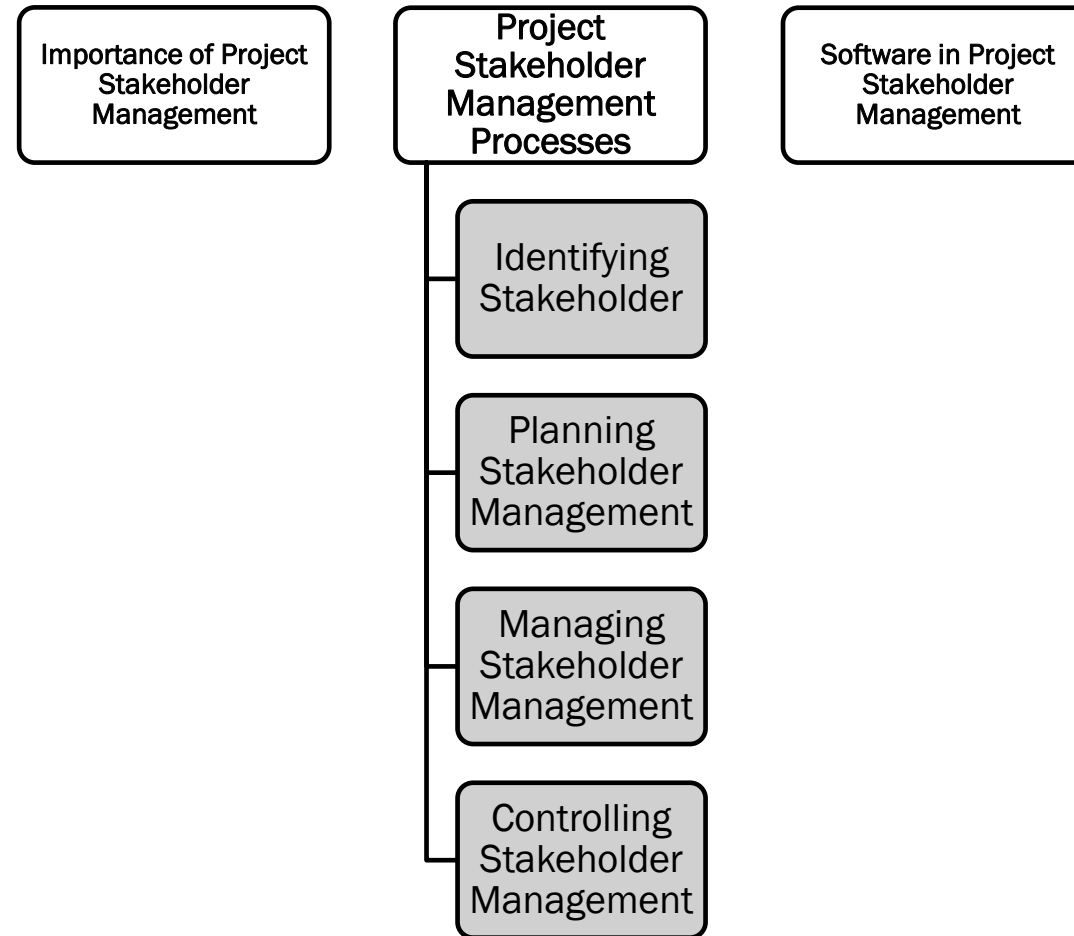 Importance of Project
Stakeholder
Management
Project
Stakeholder
Management
Processes
Software in Project
Stakeholder
Management
Identifying
Stakeholder
Planning
Stakeholder
Management
Managing
Stakeholder
Management
Controlling
Stakeholder
Management